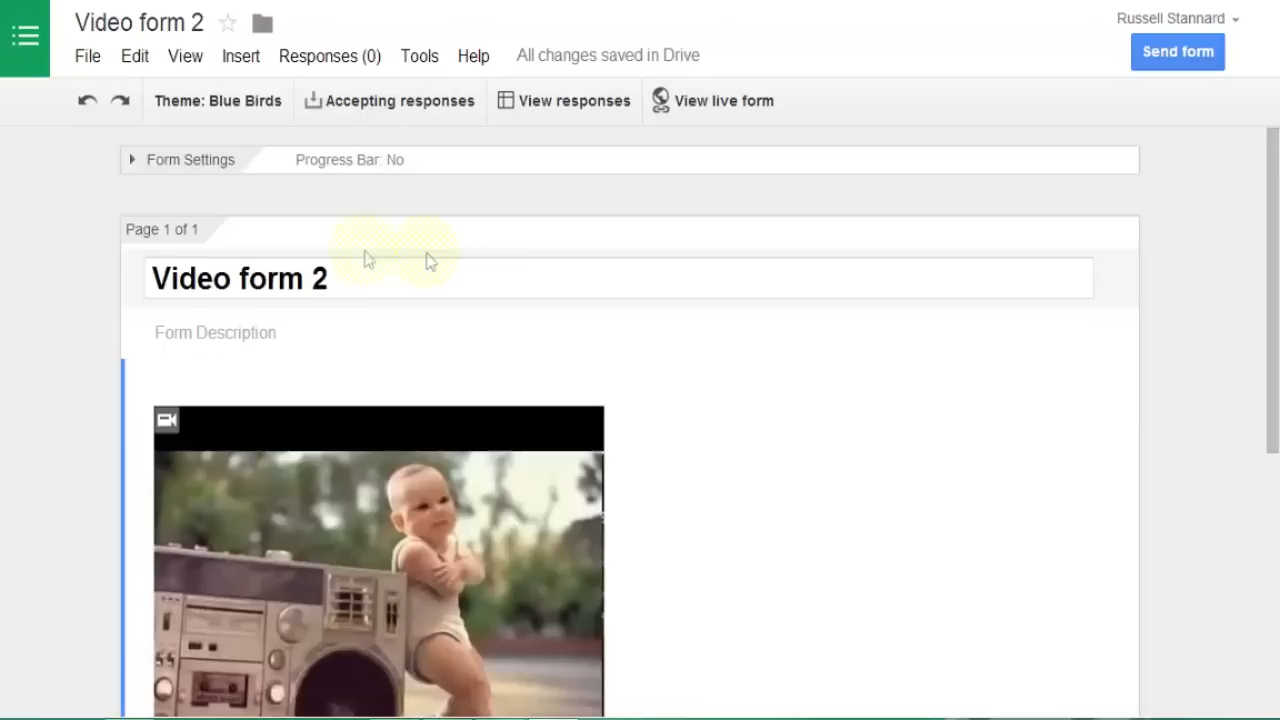 Video form 2
Russell Stannard
File Edit View Insert Responses (0) Tools Help All changes saved in Drive
Send form
Theme: Blue Birds Accepting responses View responses View live form
Form Settings Progress Bar: No
Page 1 of 1
Video form 2
Form Description